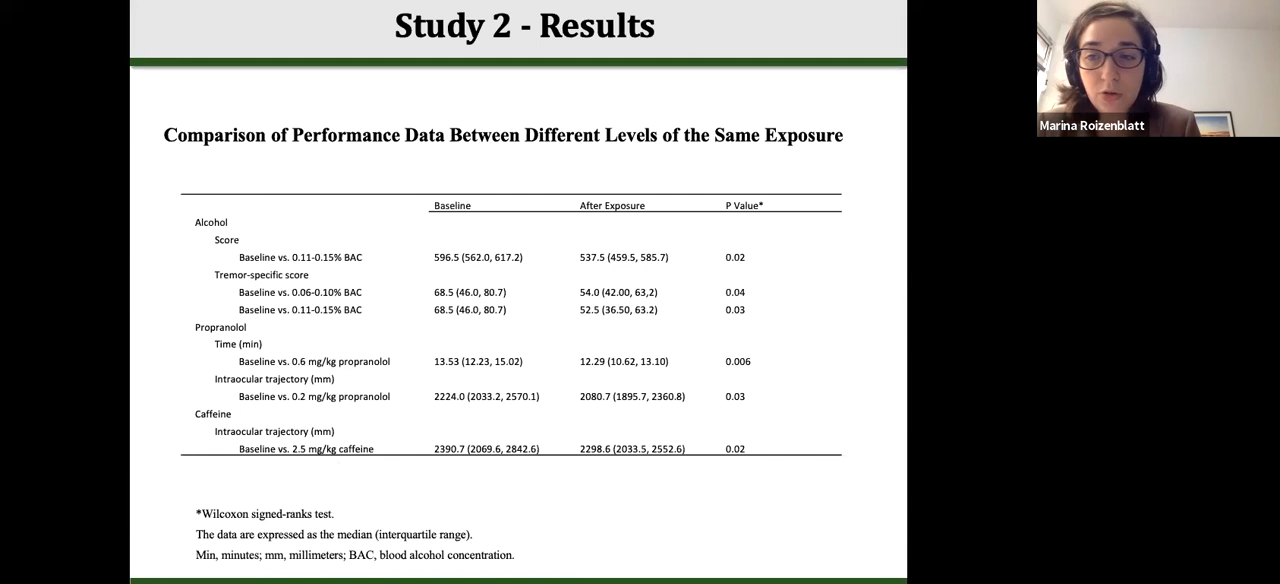 Study 2 - Results
Marina Roizenblatt
Comparison of Performance Data Between Different Levels of the Same Exposure
Baseline After Exposure P Value*
Alcohol
Score
Baseline vs. 0.11-0.15% BAC 596.5 (562.0, 617.2) 537.5 (459.5, 585.7) 0.02
Tremor-specific score
Baseline vs. 0.06-0.10% BAC 68.5 (46.0, 80.7) 54.0 (42.00, 63,2) 0.04
Baseline vs. 0.11-0.15% BAC 68.5 (46.0, 80.7) 52.5 (36.50, 63.2) 0.03
Propranolol
Time (min)
Baseline vs. 0.6 mg/kg propranolol 13.53 (12.23, 15.02) 12.29 (10.62, 13.10) 0.006
Intraocular trajectory (mm)
Baseline vs. 0.2 mg/kg propranolol 2224.0 (2033.2, 2570.1) 2080.7 (1895.7, 2360.8) 0.03
Caffeine
Intraocular trajectory (mm)
Baseline vs. 2.5 mg/kg caffeine 2390.7 (2069.6, 2842.6) 2298.6 (2033.5, 2552.6) 0.02
*Wilcoxon signed-ranks test.
The data are expressed as the median (interquartile range).
Min, minutes; mm, millimeters; BAC, blood alcohol concentration.